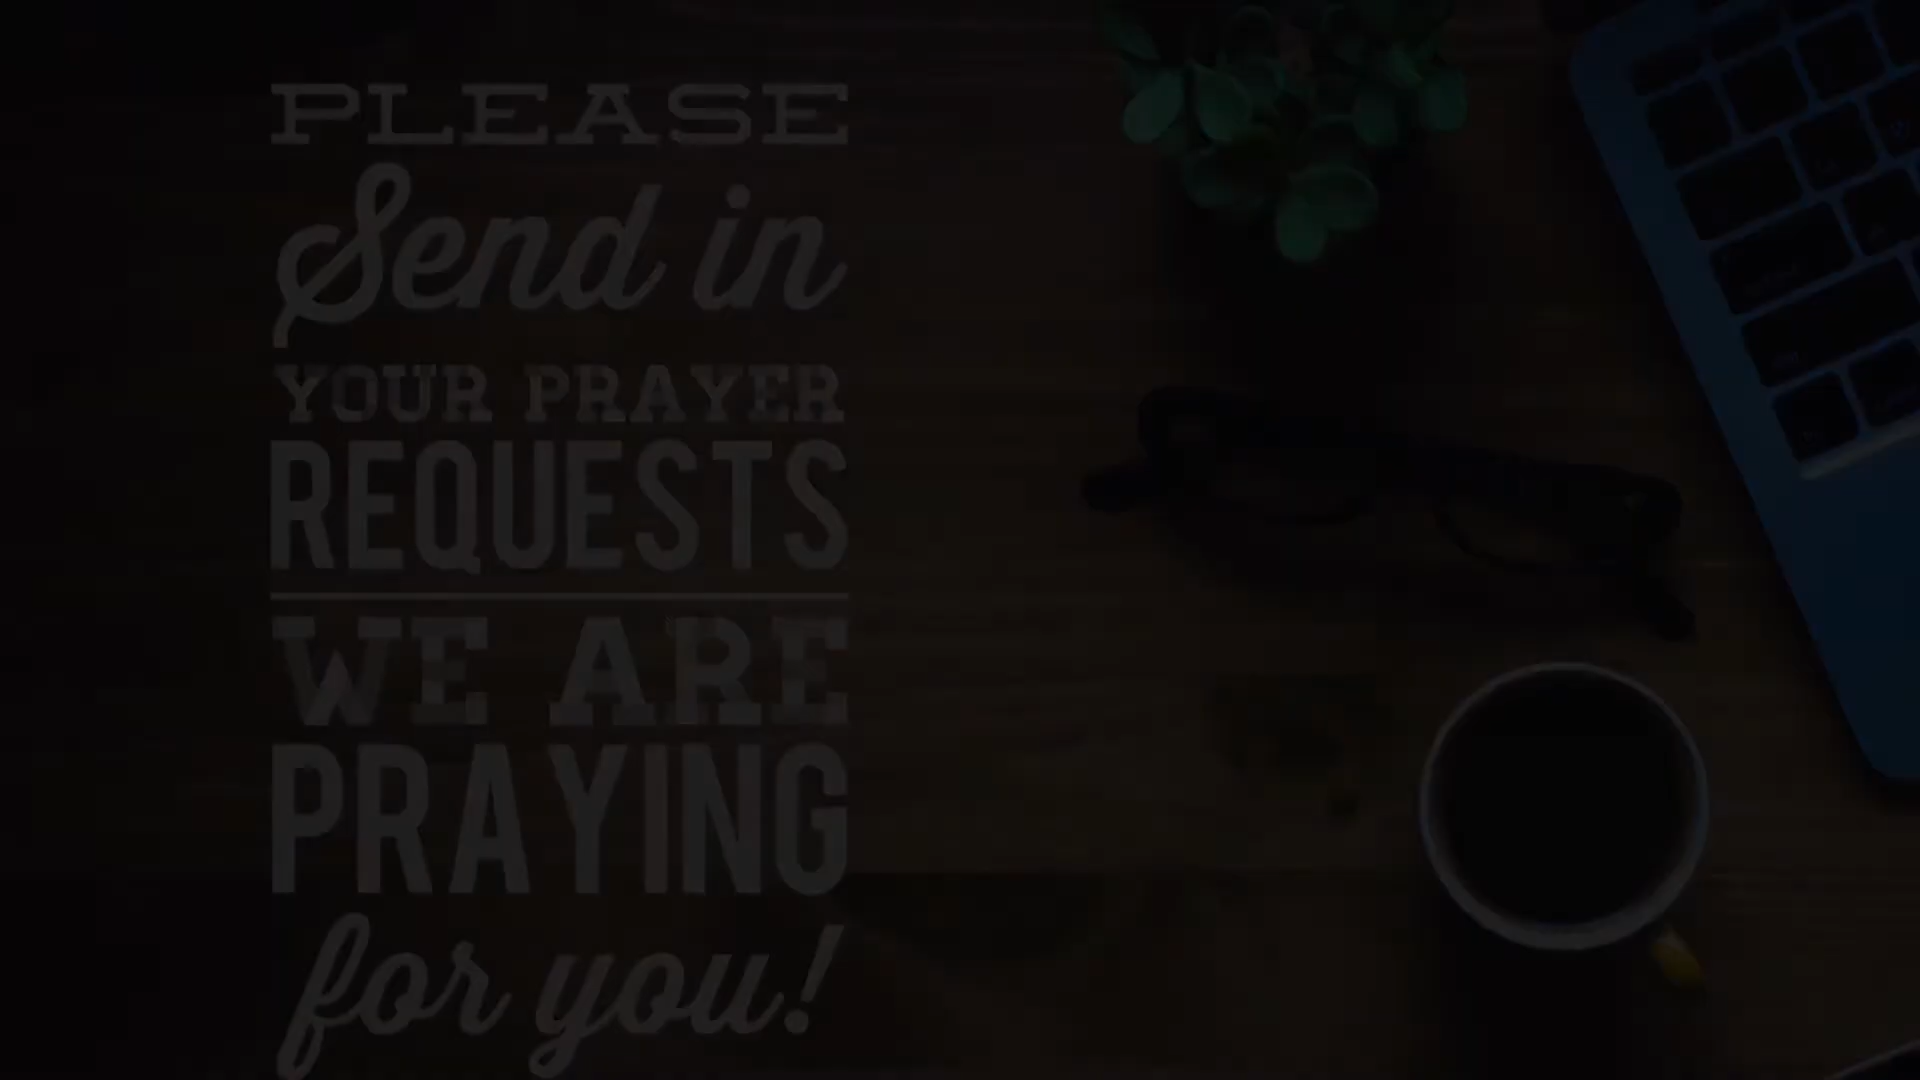 PLEASE
Send in
YOUR PRAYER
REQUESTS
WE ARE
PRAYING
for you!